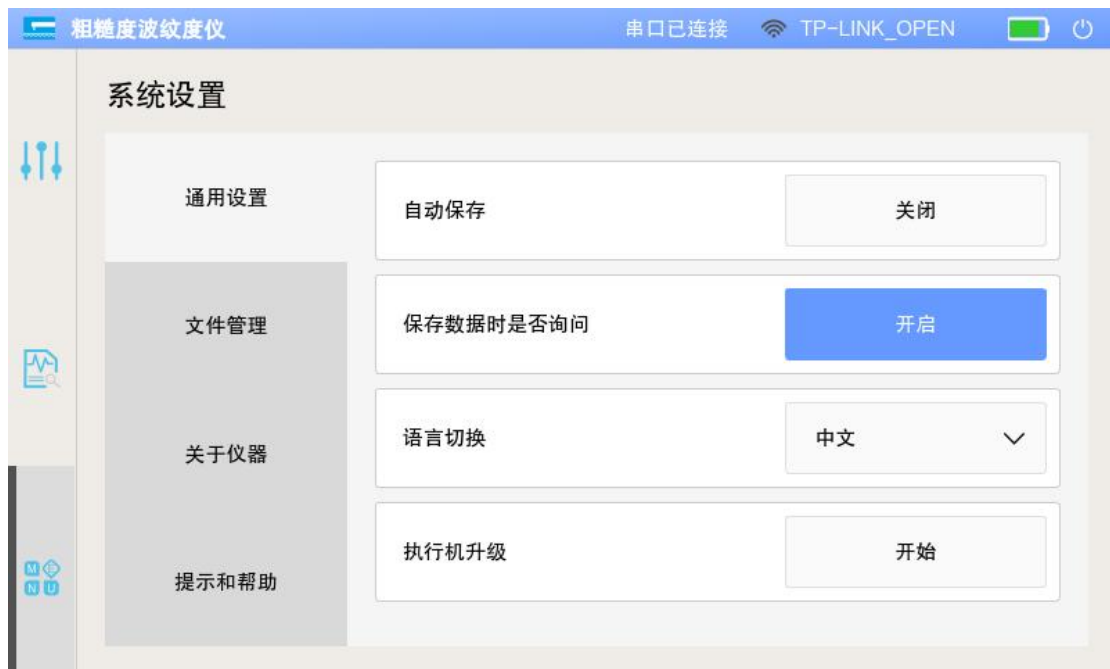 粗糙度波纹度仪 串口已连接 TP-LINK_OPEN
系统设置
通用设置
自动保存 关闭
文件管理
保存数据时是否询问 开启
关于仪器
语言切换 中文
提示和帮助
执行机升级 开始
M E
N U